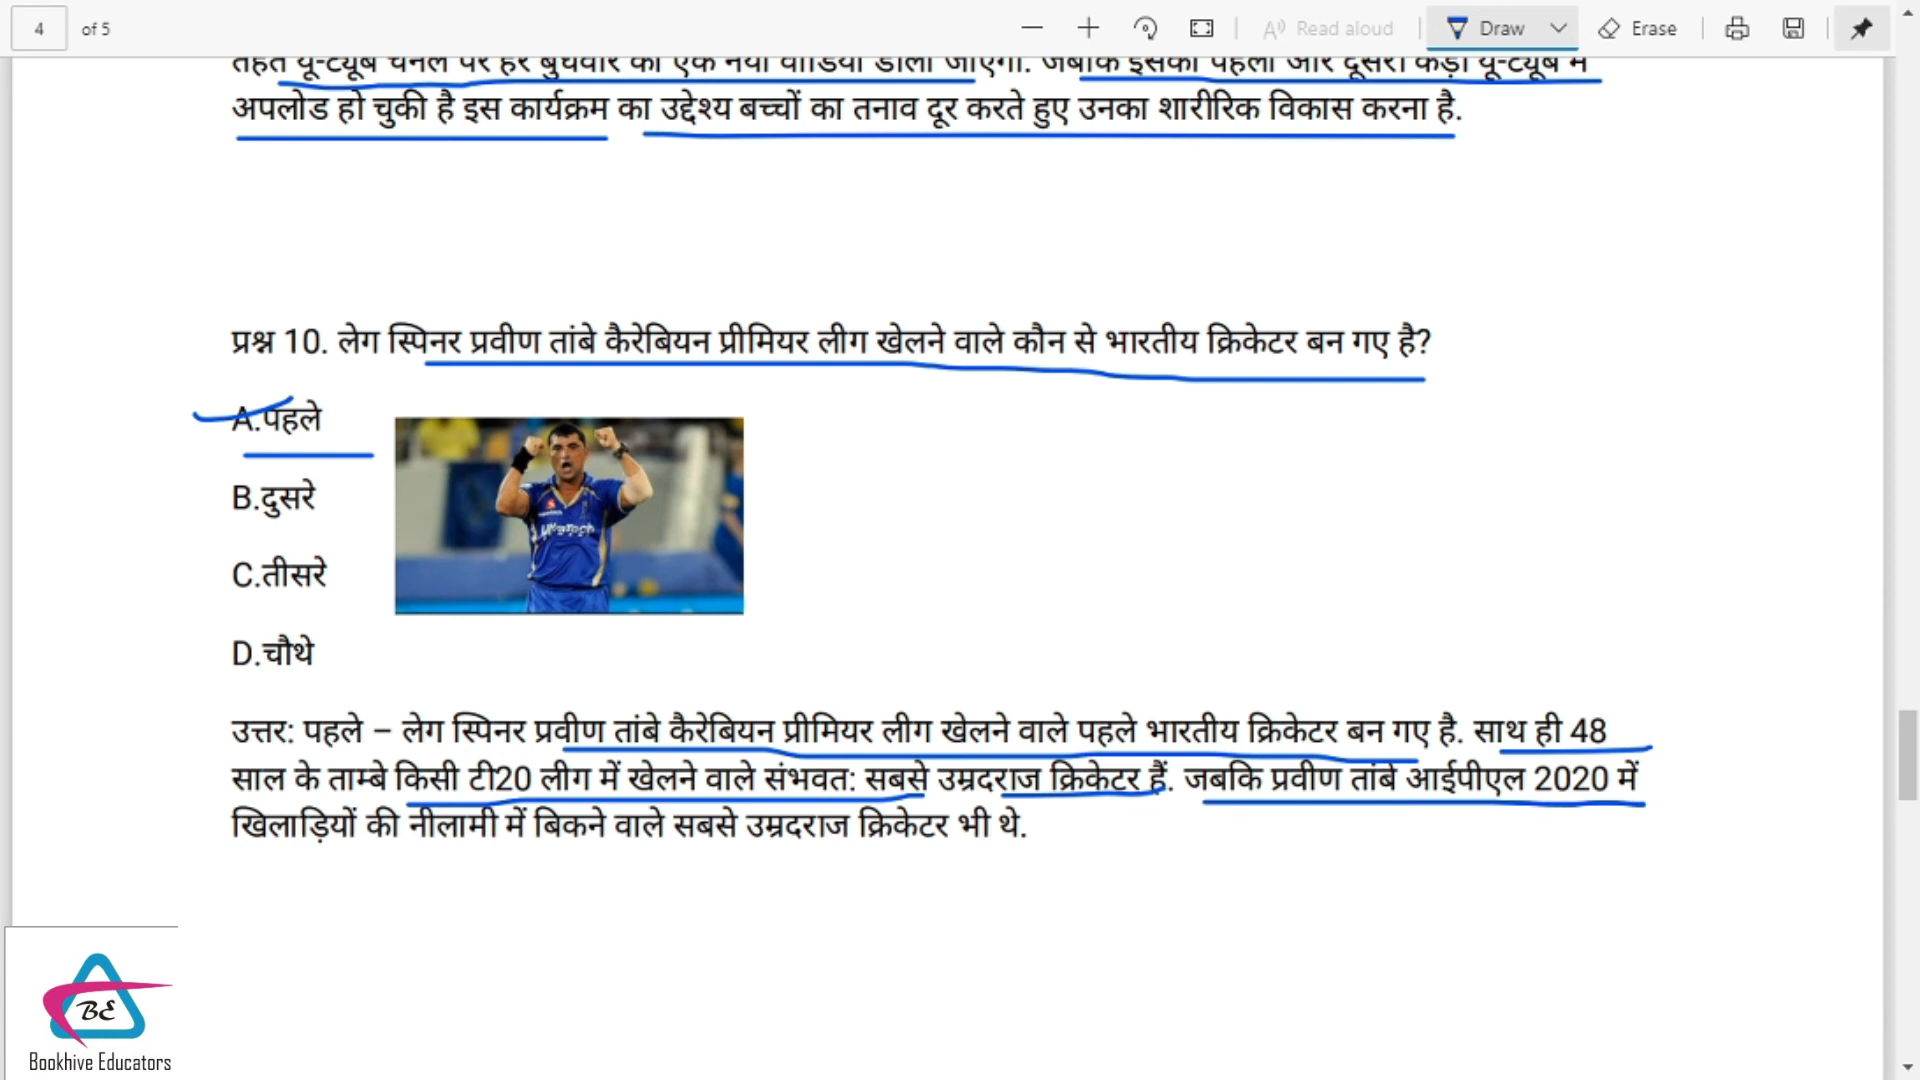 4 of 5 Read aloud Draw Erase
तहत यू-ट्यूब चैनल पर हर बुधवार को एक नया वीडियो डाला जाएगा. जबकि इसकी पहली और दूसरी कड़ी यू-ट्यूब में
अपलोड हो चुकी है इस कार्यक्रम का उद्देश्य बच्चों का तनाव दूर करते हुए उनका शारीरिक विकास करना है.
प्रश्न 10. लेग स्पिनर प्रवीण तांबे कैरेबियन प्रीमियर लीग खेलने वाले कौन से भारतीय क्रिकेटर बन गए है?
A.पहले
B.दुसरे
C.तीसरे
D.चौथे
उत्तर: पहले – लेग स्पिनर प्रवीण तांबे कैरेबियन प्रीमियर लीग खेलने वाले पहले भारतीय क्रिकेटर बन गए है. साथ ही 48
साल के ताम्बे किसी टी20 लीग में खेलने वाले संभवत: सबसे उम्रदराज क्रिकेटर हैं. जबकि प्रवीण तांबे आईपीएल 2020 में
खिलाड़ियों की नीलामी में बिकने वाले सबसे उम्रदराज क्रिकेटर भी थे.
BE
Bookhive Educators